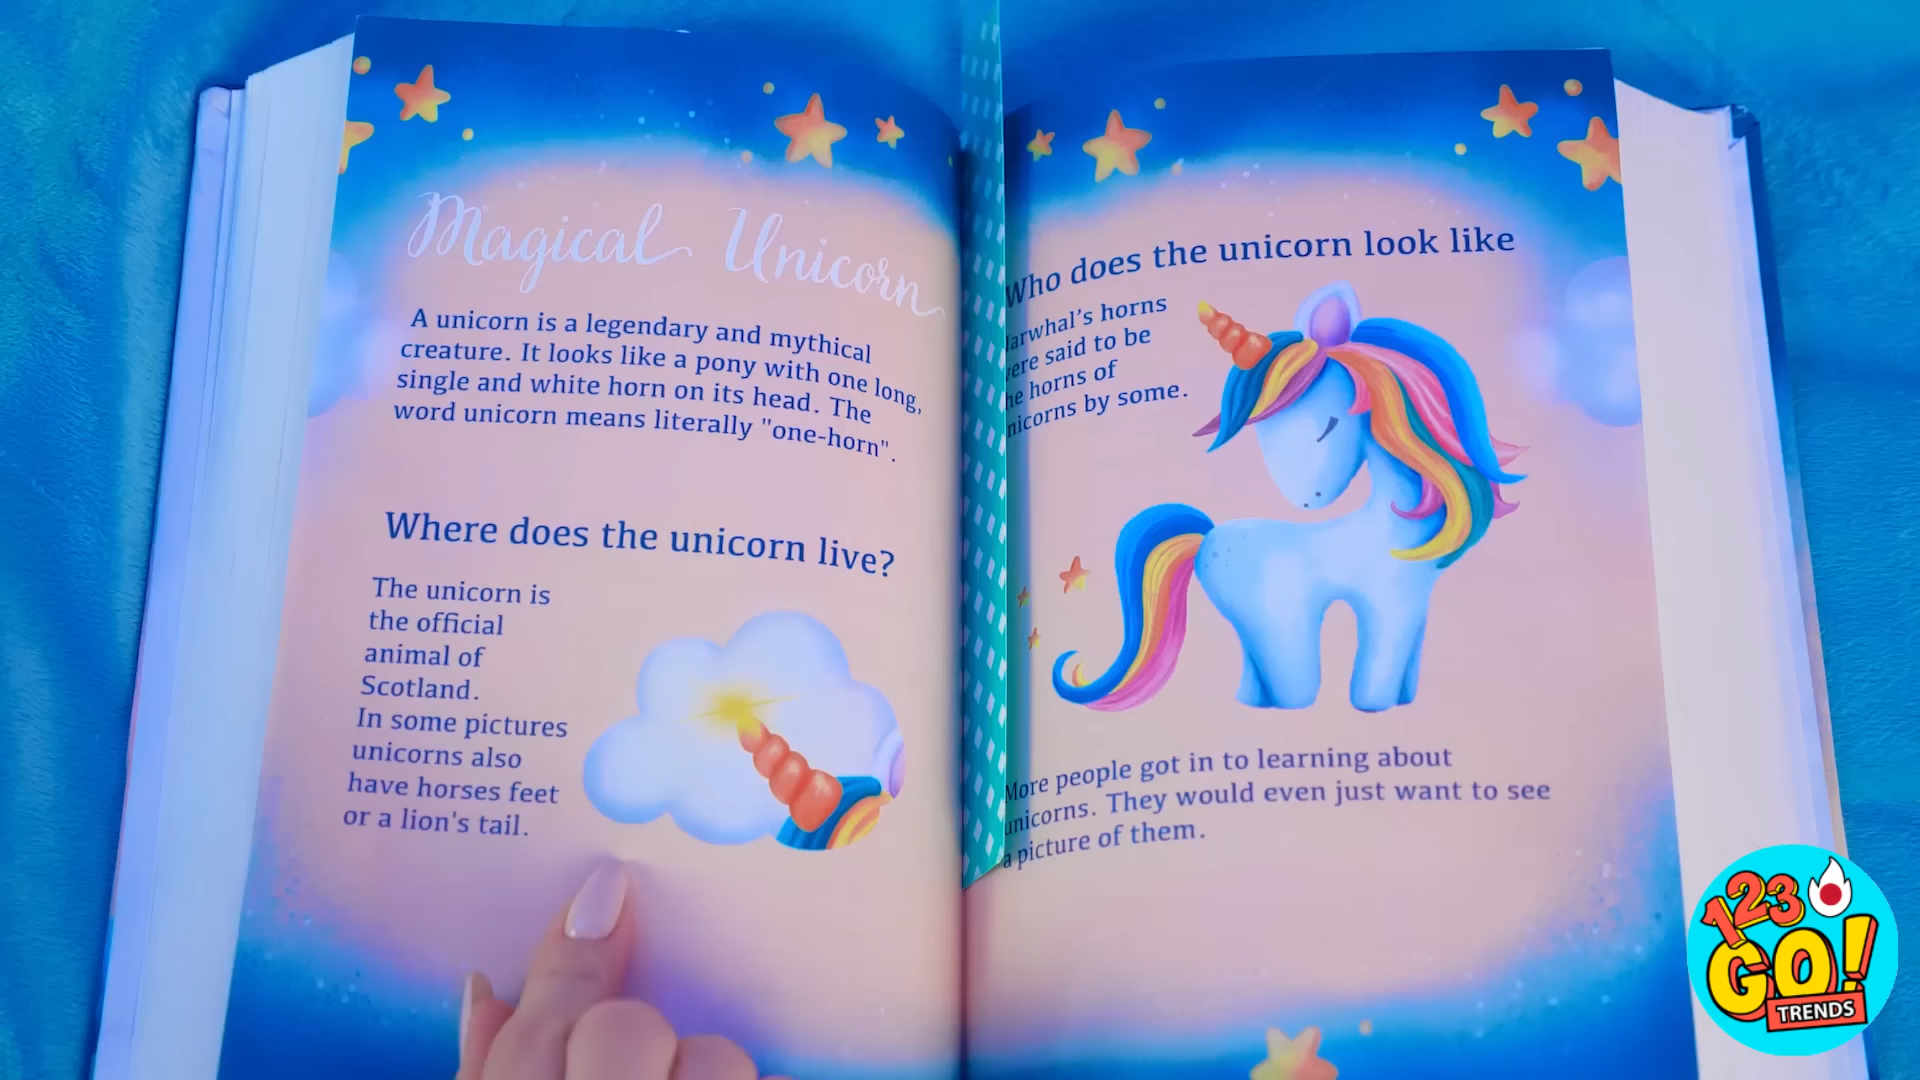 Magical Unicorn
A unicorn is a legendary and mythical
creature. It looks like a pony with one long,
single and white horn on its head. The
word unicorn means literally "one-horn".
Where does the unicorn live?
The unicorn is
the official
animal of
Scotland.
In some pictures
unicorns also
have horses feet
or a lion's tail.
Who does the unicorn look like
Narwhal's horns
were said to be
the horns of
unicorns by some.
More people got in to learning about
unicorns. They would even just want to see
a picture of them.
123
GO!
TRENDS